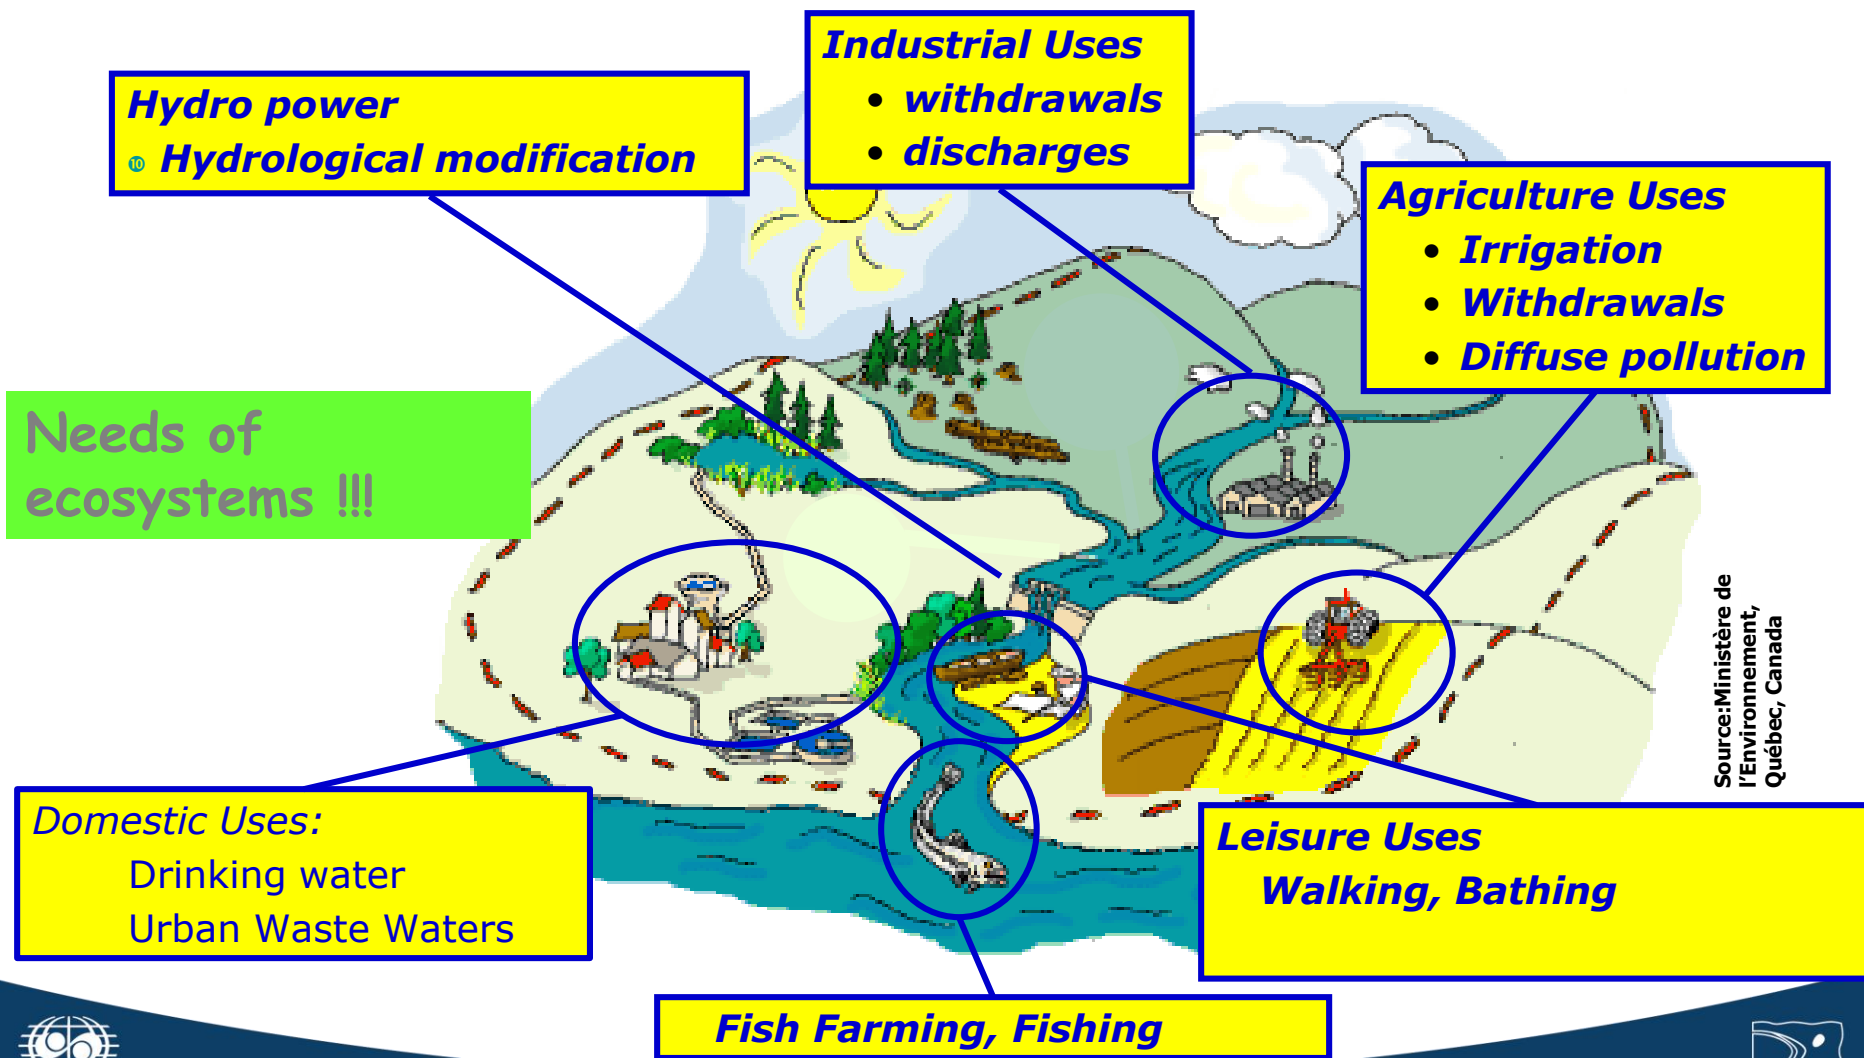 Industrial Uses
• withdrawals
• discharges
Hydro power
⓾ Hydrological modification
Agriculture Uses
• Irrigation
• Withdrawals
• Diffuse pollution
Needs of
ecosystems !!!
Source:Ministère de
l'Environnement,
Québec, Canada
Domestic Uses:
Drinking water
Urban Waste Waters
Leisure Uses
Walking, Bathing
Fish Farming, Fishing